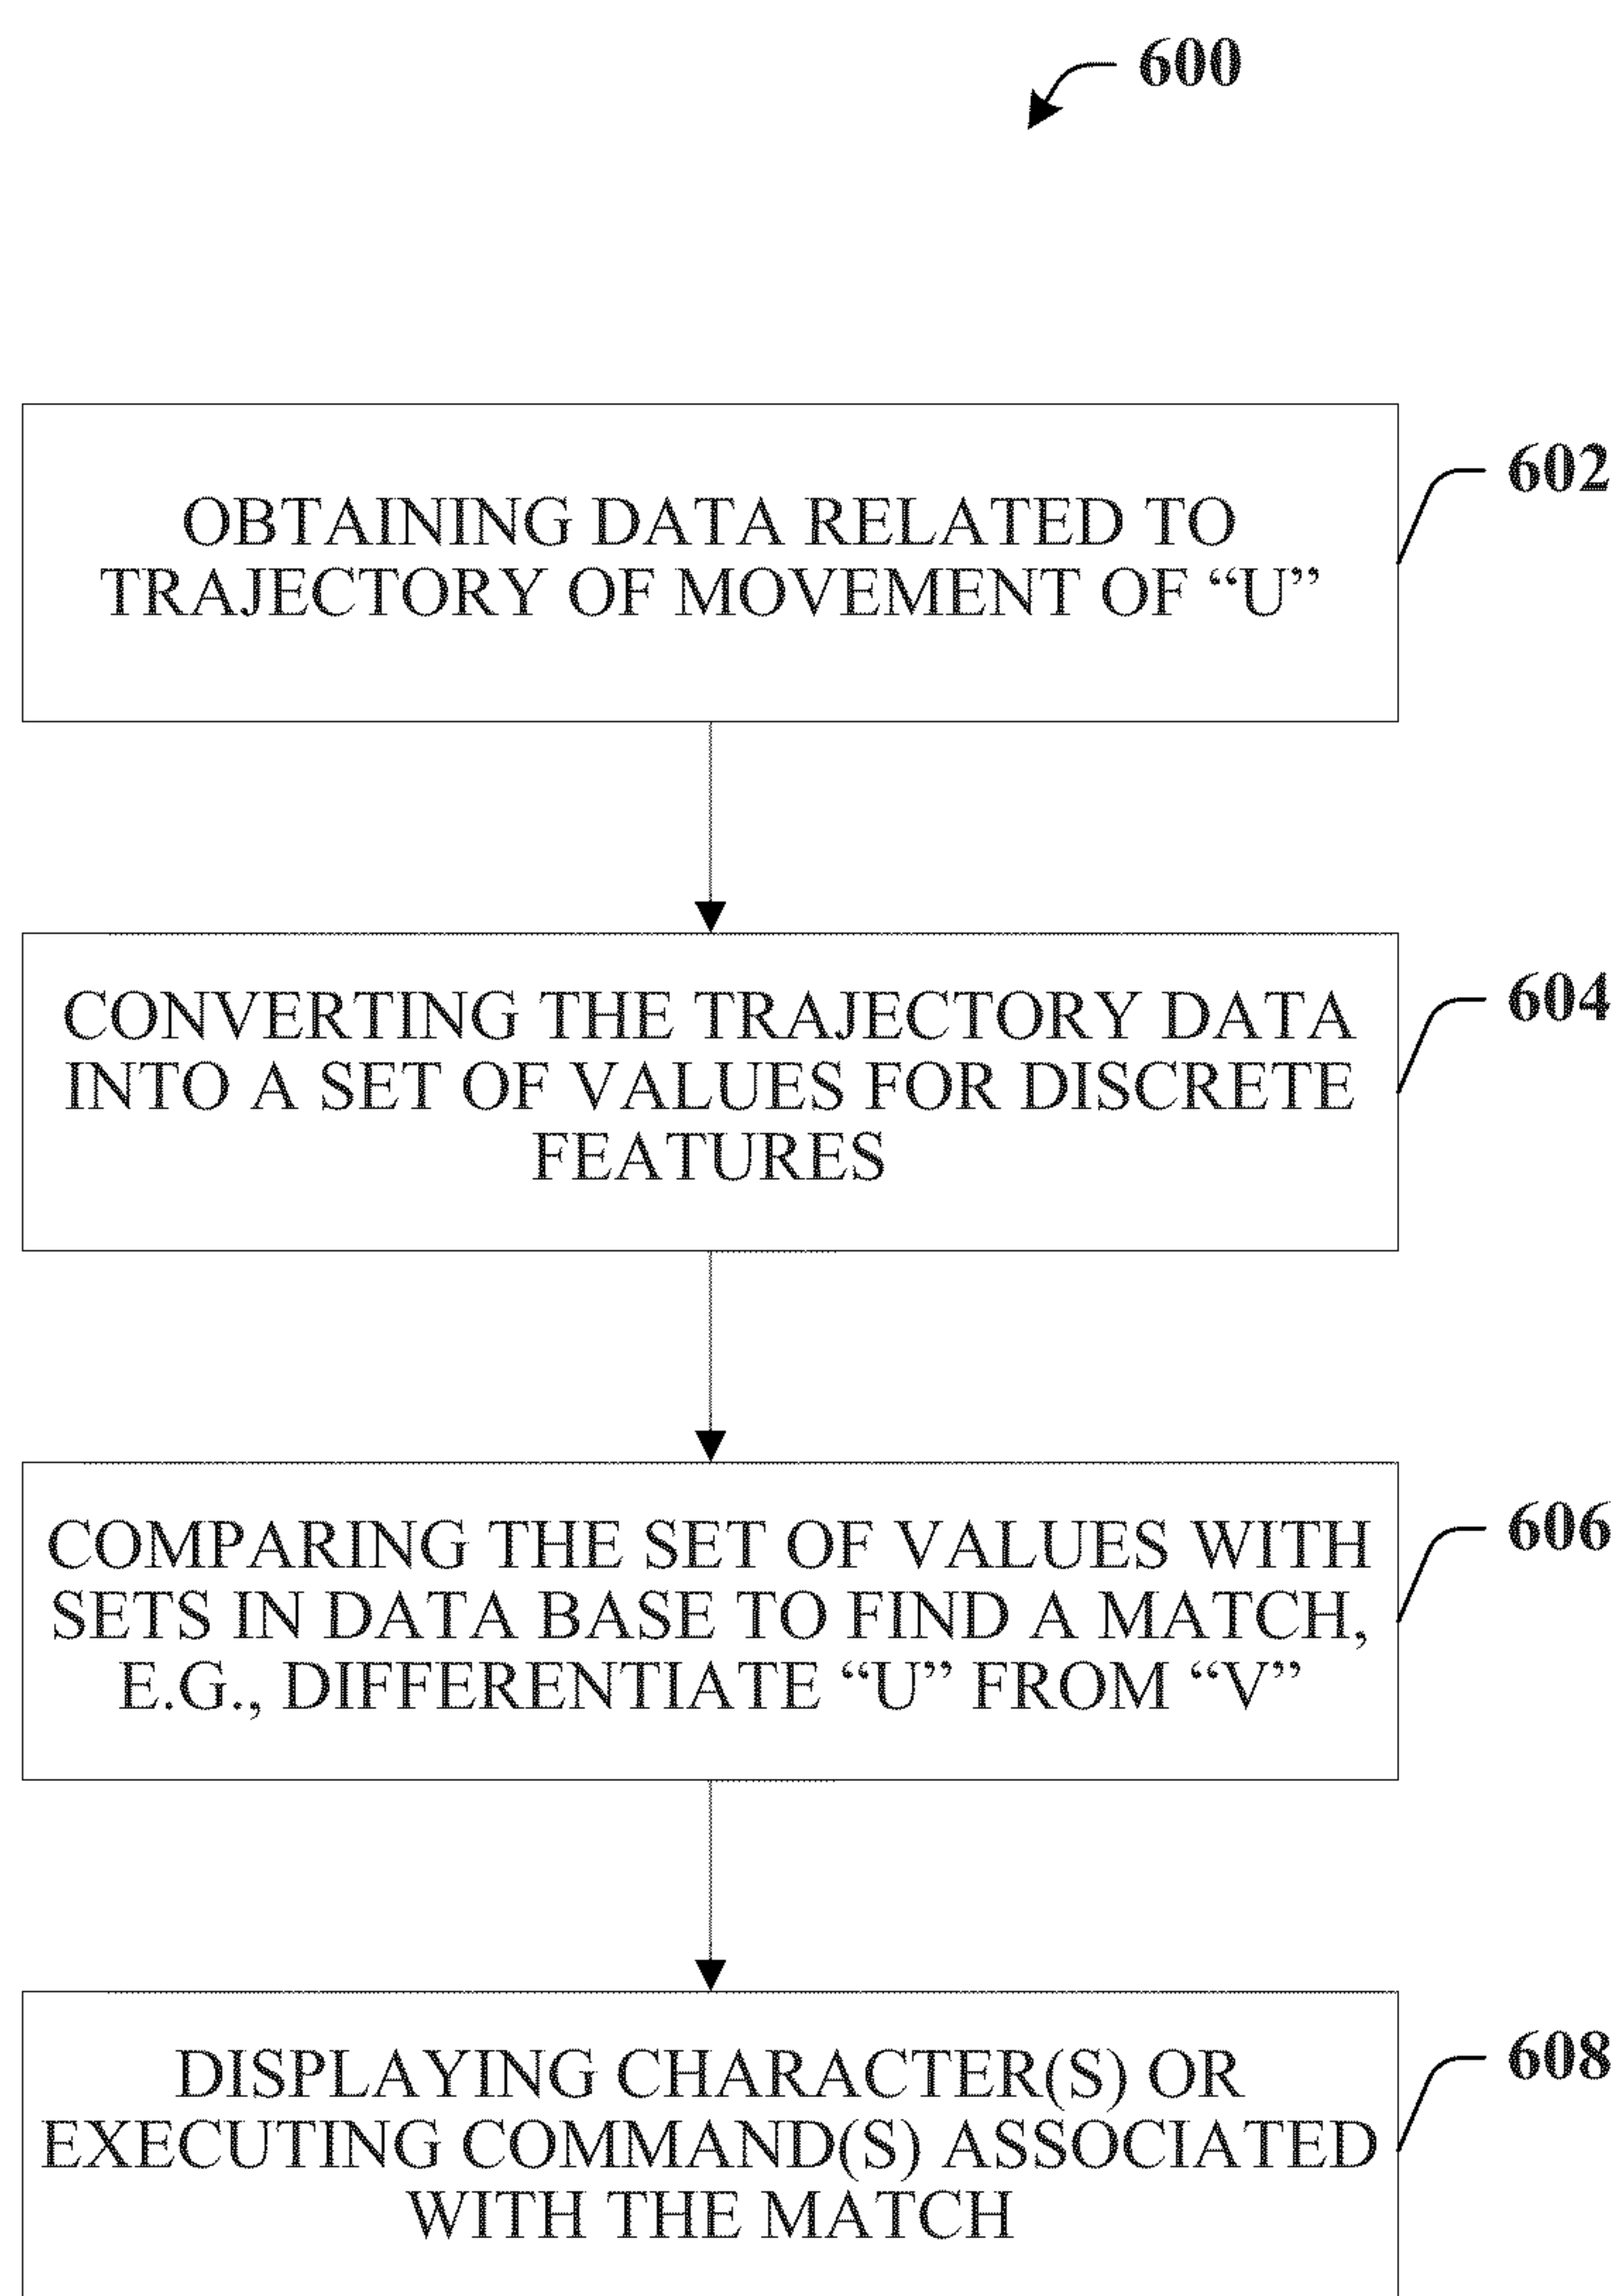 600
OBTAINING DATA RELATED TO
TRAJECTORY OF MOVEMENT OF “U”
602
CONVERTING THE TRAJECTORY DATA
INTO A SET OF VALUES FOR DISCRETE
FEATURES
604
COMPARING THE SET OF VALUES WITH
SETS IN DATA BASE TO FIND A MATCH,
E.G., DIFFERENTIATE “U” FROM “V”
606
DISPLAYING CHARACTER(S) OR
EXECUTING COMMAND(S) ASSOCIATED
WITH THE MATCH
608